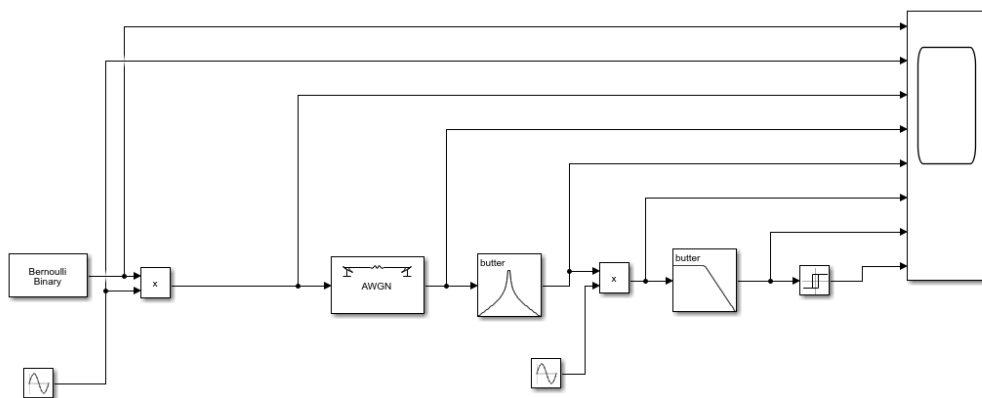 Bernoulli
Binary
x
AWGN
butter
x
butter